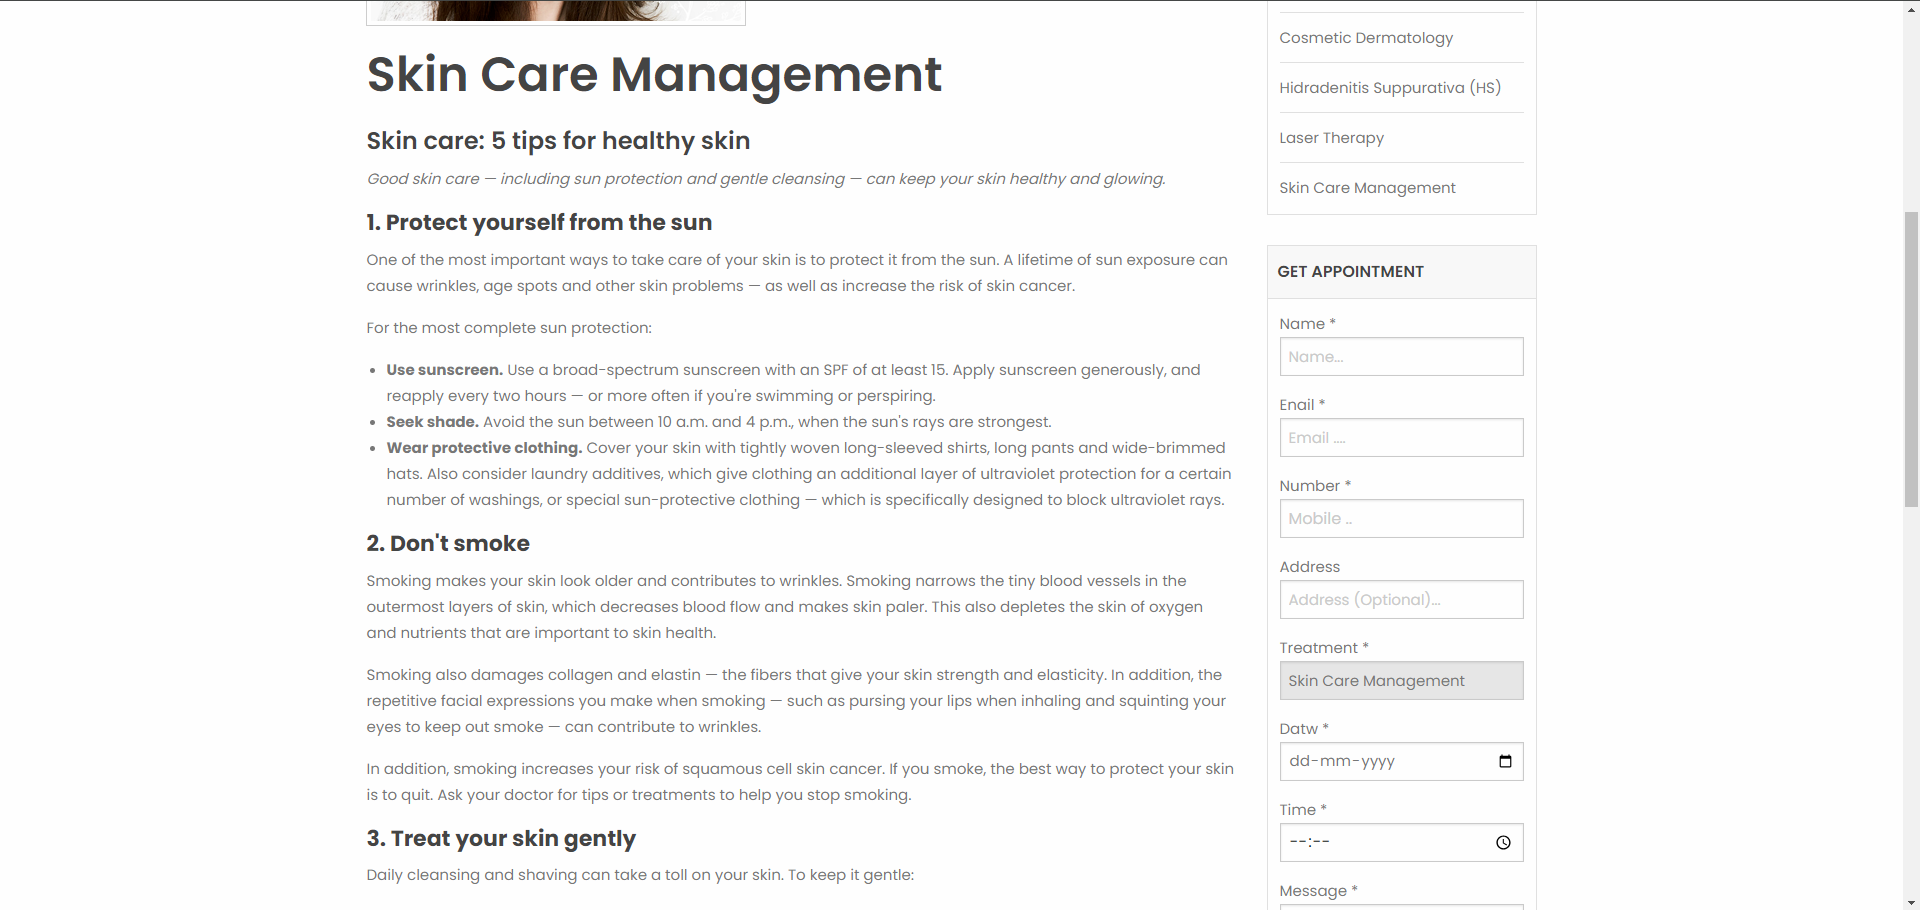 Skin Care Management
Skin care: 5 tips for healthy skin
Good skin care — including sun protection and gentle cleansing — can keep your skin healthy and glowing.
1. Protect yourself from the sun
One of the most important ways to take care of your skin is to protect it from the sun. A lifetime of sun exposure can
cause wrinkles, age spots and other skin problems — as well as increase the risk of skin cancer.
For the most complete sun protection:
• Use sunscreen. Use a broad-spectrum sunscreen with an SPF of at least 15. Apply sunscreen generously, and
reapply every two hours — or more often if you're swimming or perspiring.
• Seek shade. Avoid the sun between 10 a.m. and 4 p.m., when the sun's rays are strongest.
• Wear protective clothing. Cover your skin with tightly woven long-sleeved shirts, long pants and wide-brimmed
hats. Also consider laundry additives, which give clothing an additional layer of ultraviolet protection for a certain
number of washings, or special sun-protective clothing — which is specifically designed to block ultraviolet rays.
2. Don't smoke
Smoking makes your skin look older and contributes to wrinkles. Smoking narrows the tiny blood vessels in the
outermost layers of skin, which decreases blood flow and makes skin paler. This also depletes the skin of oxygen
and nutrients that are important to skin health.
Smoking also damages collagen and elastin — the fibers that give your skin strength and elasticity. In addition, the
repetitive facial expressions you make when smoking — such as pursing your lips when inhaling and squinting your
eyes to keep out smoke — can contribute to wrinkles.
In addition, smoking increases your risk of squamous cell skin cancer. If you smoke, the best way to protect your skin
is to quit. Ask your doctor for tips or treatments to help you stop smoking.
3. Treat your skin gently
Daily cleansing and shaving can take a toll on your skin. To keep it gentle:
Cosmetic Dermatology
Hidradenitis Suppurativa (HS)
Laser Therapy
Skin Care Management
GET APPOINTMENT
Name *
Name...
Enail *
Email ....
Number *
Mobile ..
Address
Address (Optional)...
Treatment *
Skin Care Management
Datw *
dd-mm-yyyy
Time *
--:--
Message *